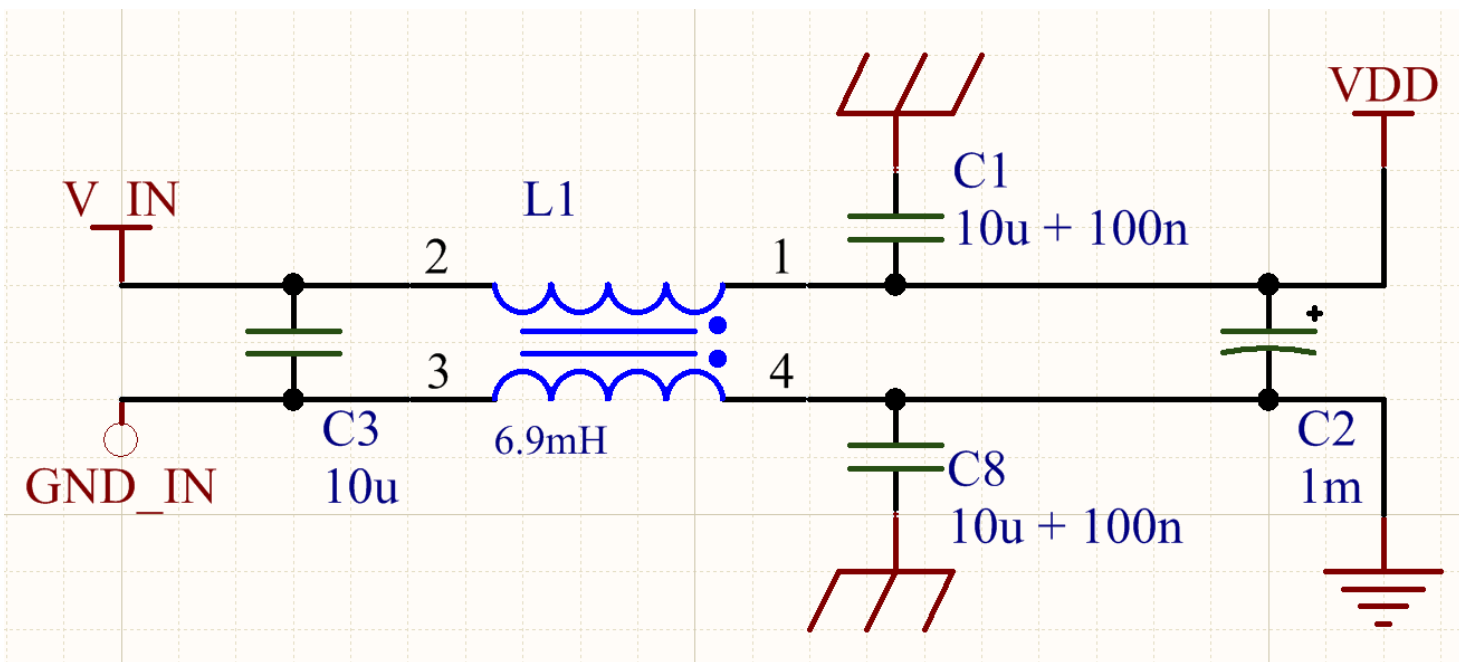 VDD
C1
10u + 100n
V_IN
L1
2
1
3
4
C3
10u
6.9mH
GND_IN
C8
10u + 100n
C2
1m
+